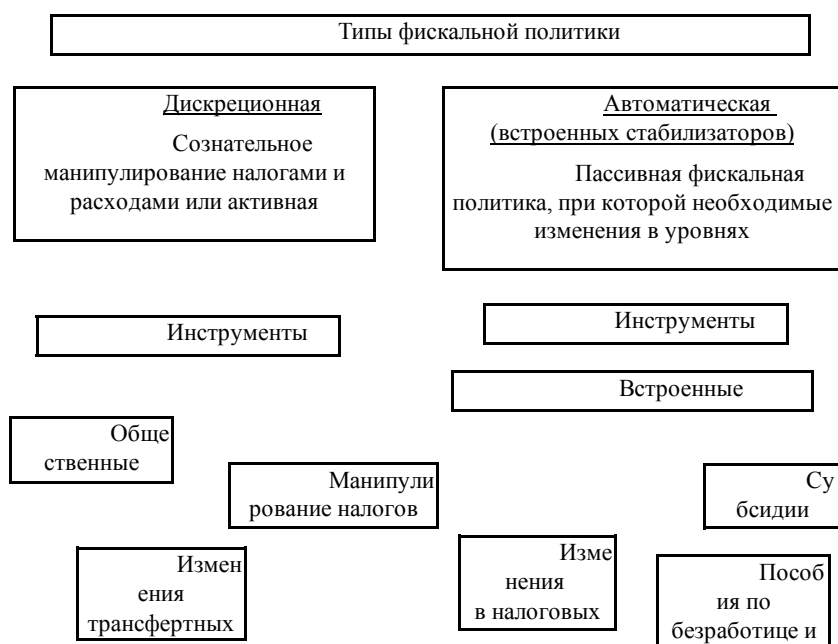 Типы фискальной политики
Дискреционная
Сознательное
манипулирование налогами и
расходами или активная
Автоматическая
(встроенных стабилизаторов)
Пассивная фискальная
политика, при которой необходимые
изменения в уровнях
Инструменты
Инструменты
Встроенные
Обще
ственные
Манипули
рование налогов
Су
бсидии
Измен
ения
трансфертных
Изме
нения
в налоговых
Пособ
ия по
безработице и